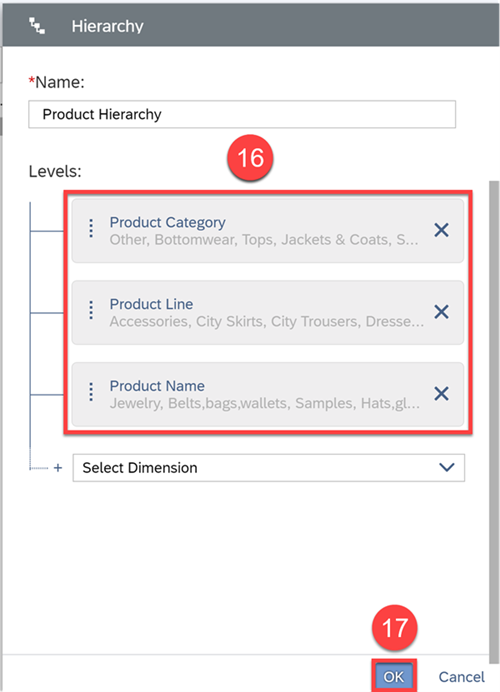 Hierarchy
*Name:
Product Hierarchy
16
Levels:
Product Category
Other, Bottomwear, Tops, Jackets & Coats, S...
Product Line
Accessories, City Skirts, City Trousers, Dresse...
Product Name
Jewelry, Belts,bags,wallets, Samples, Hats,gl...
+ Select Dimension
17
OK Cancel